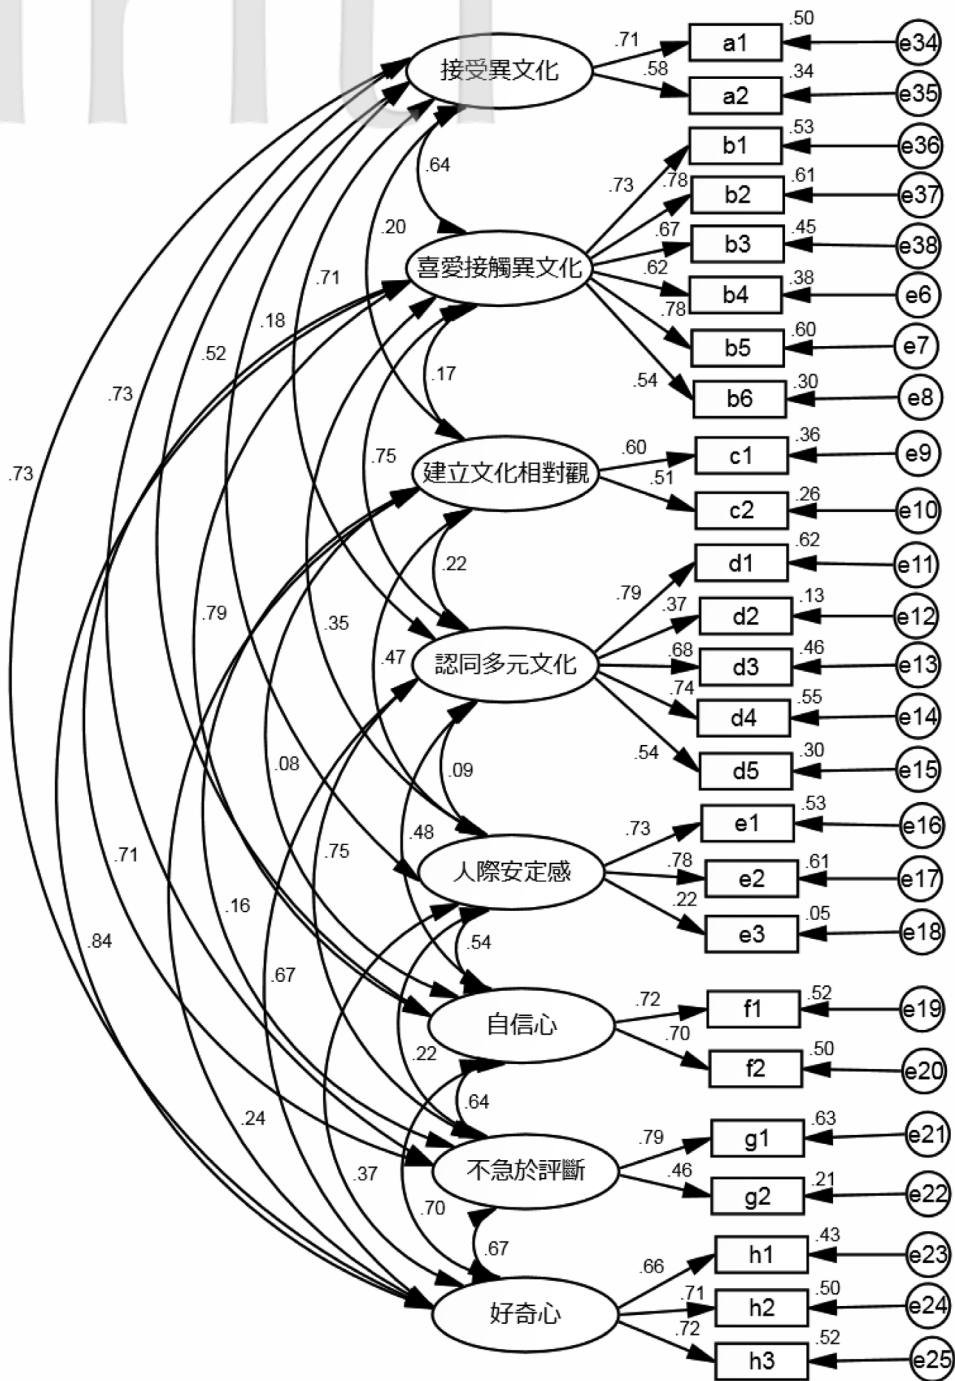 .50
.71 a1 e34
接受異文化
.58 .34
a2 e35
.53
b1 e36
.64 .73 .78 .61
b2 e37
.20 .67 .45
b3 e38
喜愛接觸異文化
.71 .62 .38
b4 e6
.18 .78 .60
b5 e7
.52 .54 .30
b6 e8
.73 .17
.60 .36
c1 e9
.73 .75 建立文化相對觀
.51 .26
c2 e10
.22 .62
d1 e11
.79 .35 .79 .37 .13
d2 e12
.47 認同多元文化 .68 .46
d3 e13
.74 .55
d4 e14
.08 .09 .54 .30
d5 e15
.48 .73 .53
e1 e16
.71 .75 人際安定感 .78 .61
e2 e17
.16 .22 .05
e3 e18
.84 .54
.67 .72 .52
f1 e19
自信心
.22 .70 .50
f2 e20
.24 .64
.79 .63
g1 e21
.37 不急於評斷
.46 .21
g2 e22
.70
.67 .66 .43
h1 e23
好奇心 .71 .50
h2 e24
.72 .52
h3 e25